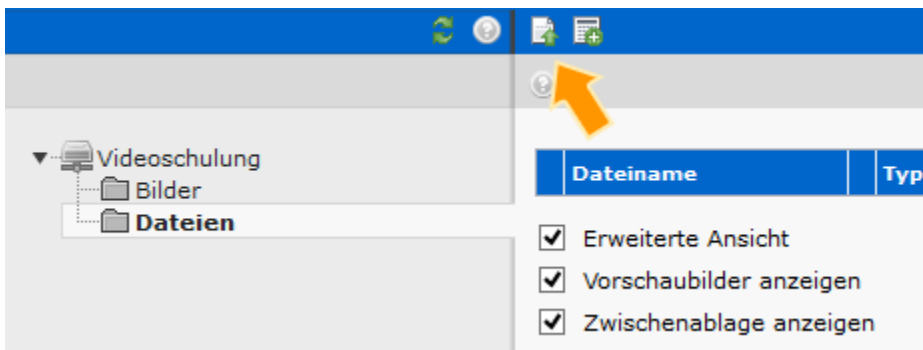 Videoschulung
Bilder
Dateien
Dateiname
Typ
Erweiterte Ansicht
Vorschaubilder anzeigen
Zwischenablage anzeigen